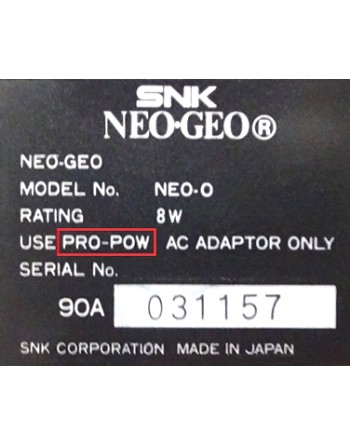 SNK
NEO·GEO®
NEO-GEO
MODEL No. NEO-0
RATING 8W
USE PRO-POW AC ADAPTOR ONLY
SERIAL No.
90A 031157
SNK CORPORATION MADE IN JAPAN